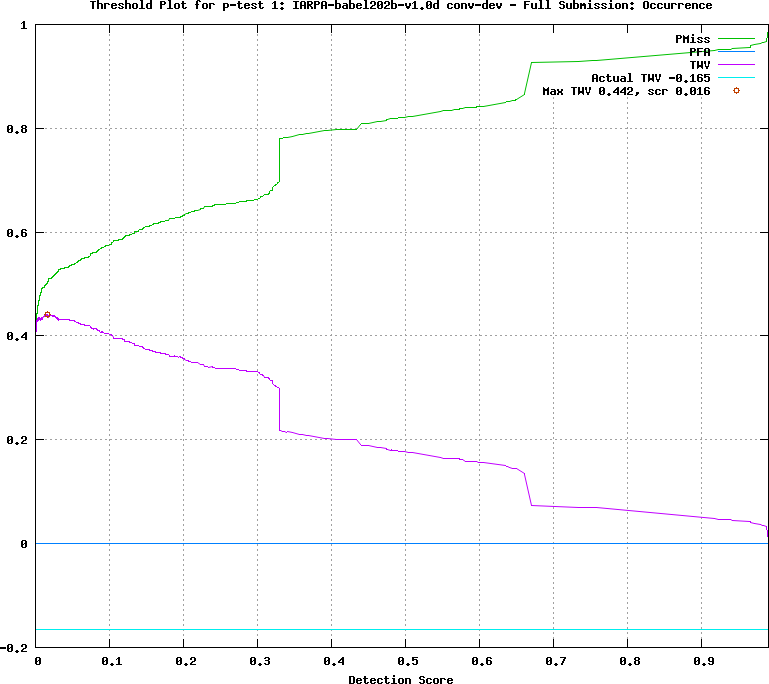 Threshold Plot for p-test 1: IARPA-babel202b-v1.0d conv-dev - Full Submission: Occurrence
1
PMiss
PFA
TWV
Actual TWV -0.165
Max TWV 0.442, scr 0.016
0.8
0.6
0.4
0.2
0
-0.2
0 0.1 0.2 0.3 0.4 0.5 0.6 0.7 0.8 0.9
Detection Score